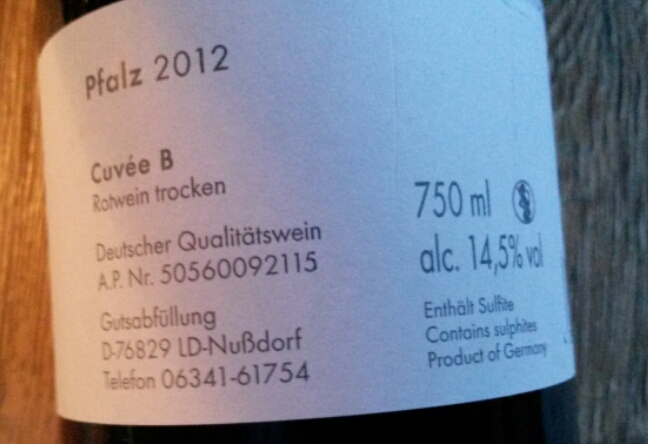 Pfalz 2012
Cuvée B
Rotwein trocken
Deutscher Qualitätswein
A.P. Nr. 50560092115
Gutsabfüllung
D-76829 LD-Nußdorf
Telefon 06341-61754
750 ml
alc. 14,5% vol
Enthält Sulfite
Contains sulphites
Product of Germany